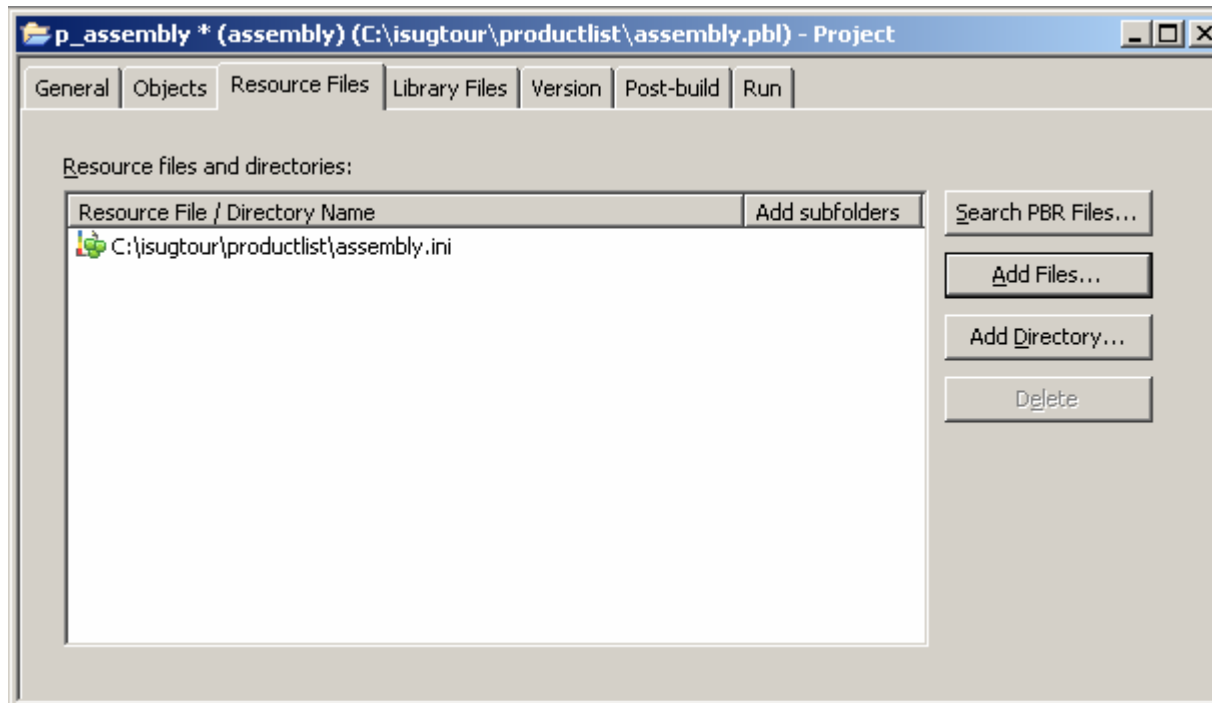 p_assembly * (assembly) (C:\isugtour\productlist\assembly.pbl) - Project
General Objects Resource Files Library Files Version Post-build Run
Resource files and directories:
Resource File / Directory Name Add subfolders
C:\isugtour\productlist\assembly.ini
Search PBR Files...
Add Files...
Add Directory...
Delete